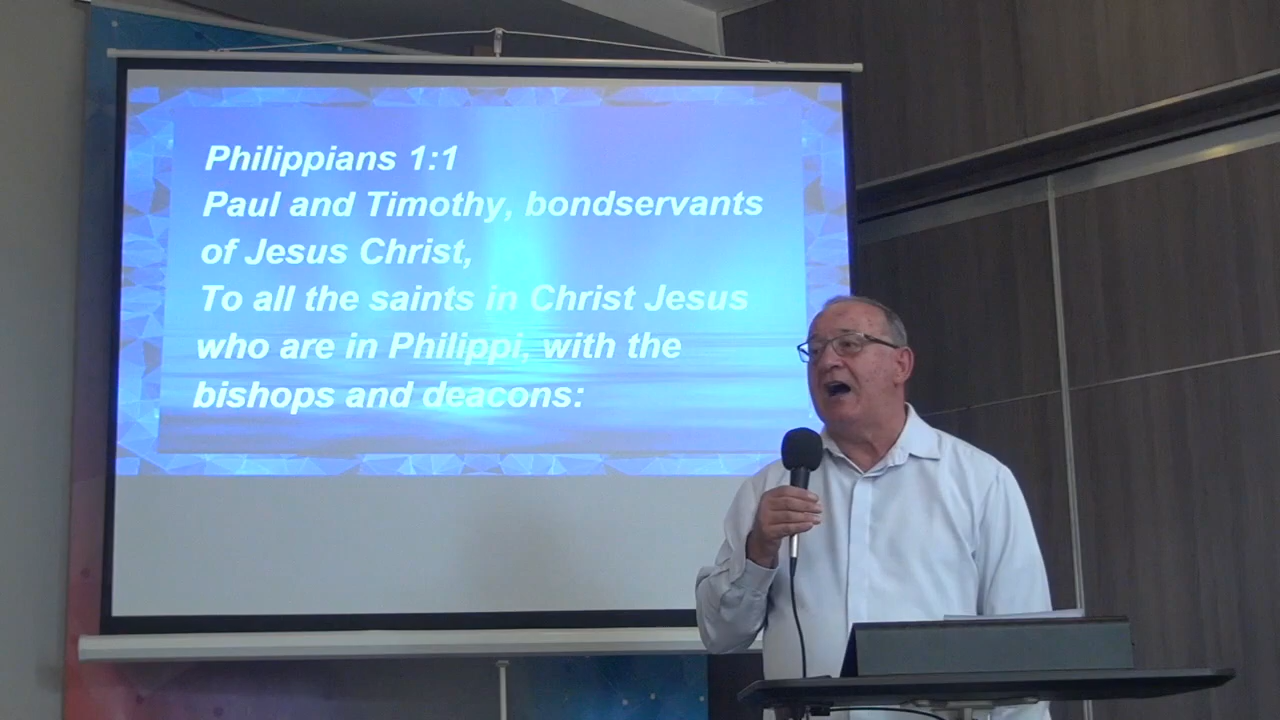 Philippians 1:1
Paul and Timothy, bondservants
of Jesus Christ,
To all the saints in Christ Jesus
who are in Philippi, with the
bishops and deacons: